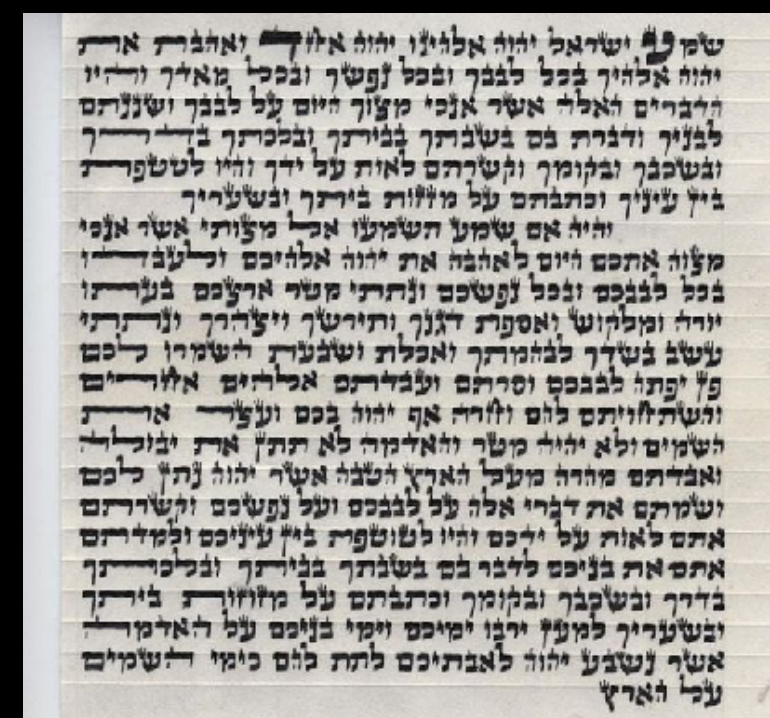 שמע ישראל יהוה אלהינו יהוה אחד ואהבת את
יהוה אלהיך בכל לבבך ובכל נפשך ובכל מאדך והיו
הדברים האלה אשר אנכי מצוך היום על לבבך ושננתם
לבניך ודברת בם בשבתך בביתך ובלכתך בדרך
ובשכבך ובקומך וקשרתם לאות על ידך והיו לטטפת
בין עיניך וכתבתם על מזזות ביתך ובשעריך
והיה אם שמע תשמעו אל מצותי אשר אנכי
מצוה אתכם היום לאהבה את יהוה אלהיכם ולעבדו
בכל לבבכם ובכל נפשכם ונתתי מטר ארצכם בעתו
יורה ומלקוש ואספת דגנך ותירשך ויצהרך ונתתי
עשב בשדך לבהמתך ואכלת ושבעת השמרו לכם
פן יפתה לבבכם וסרתם ועבדתם אלהים אחרים
והשתחויתם להם וחרה אף יהוה בכם ועצר את
השמים ולא יהיה מטר והאדמה לא תתן את יבולה
ואבדתם מהרה מעל הארץ הטבה אשר יהוה נתן לכם
ושמתם את דברי אלה על לבבכם ועל נפשכם וקשרתם
אתם לאות על ידכם והיו לטוטפת בין עיניכם ולמדתם
אתם את בניכם לדבר בם בשבתך בביתך ובלכתך
בדרך ובשכבך ובקומך וכתבתם על מזוזות ביתך
ובשעריך למען ירבו ימיכם וימי בניכם על האדמה
אשר נשבע יהוה לאבתיכם לתת להם כימי השמים
על הארץ